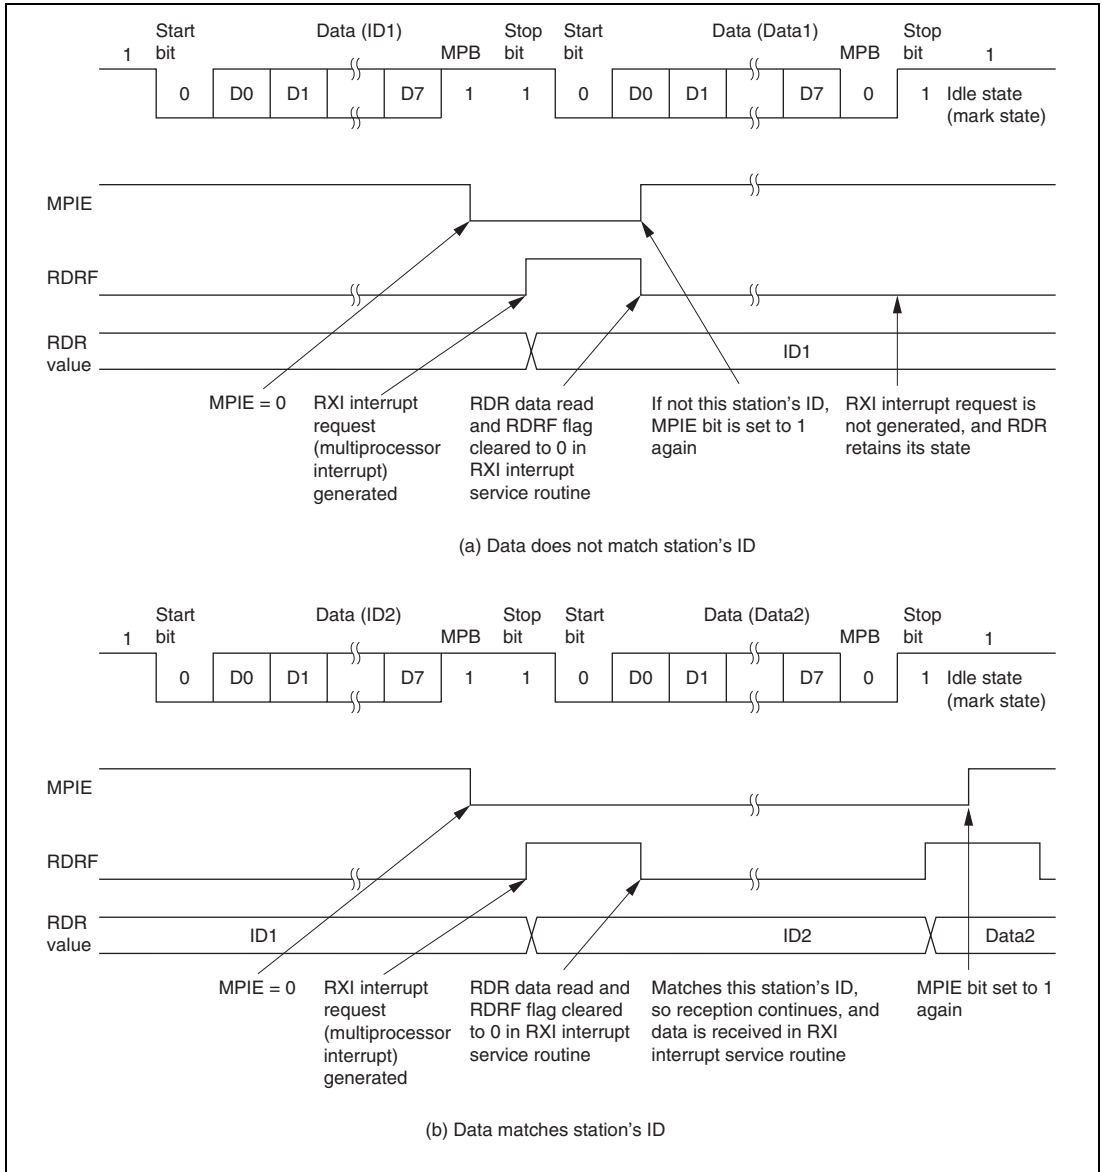 Start Data (ID1) Stop Start Data (Data1) Stop
1 bit MPB bit bit MPB bit 1
0 D0 D1 D7 1 1 0 D0 D1 D7 0 1 Idle state
(mark state)
MPIE
RDRF
RDR
value
ID1
MPIE = 0
RXI interrupt
request
(multiprocessor
interrupt)
generated
RDR data read
and RDRF flag
cleared to 0 in
RXI interrupt
service routine
If not this station's ID,
MPIE bit is set to 1
again
RXI interrupt request is
not generated, and RDR
retains its state
(a) Data does not match station's ID
Start Data (ID2) Stop Start Data (Data2) Stop
1 bit MPB bit bit MPB bit 1
0 D0 D1 D7 1 1 0 D0 D1 D7 0 1 Idle state
(mark state)
MPIE
RDRF
RDR
value
ID1 ID2 Data2
MPIE = 0
RXI interrupt
request
(multiprocessor
interrupt)
generated
RDR data read and
RDRF flag cleared
to 0 in RXI interrupt
service routine
Matches this station's ID,
so reception continues, and
data is received in RXI
interrupt service routine
MPIE bit set to 1
again
(b) Data matches station's ID